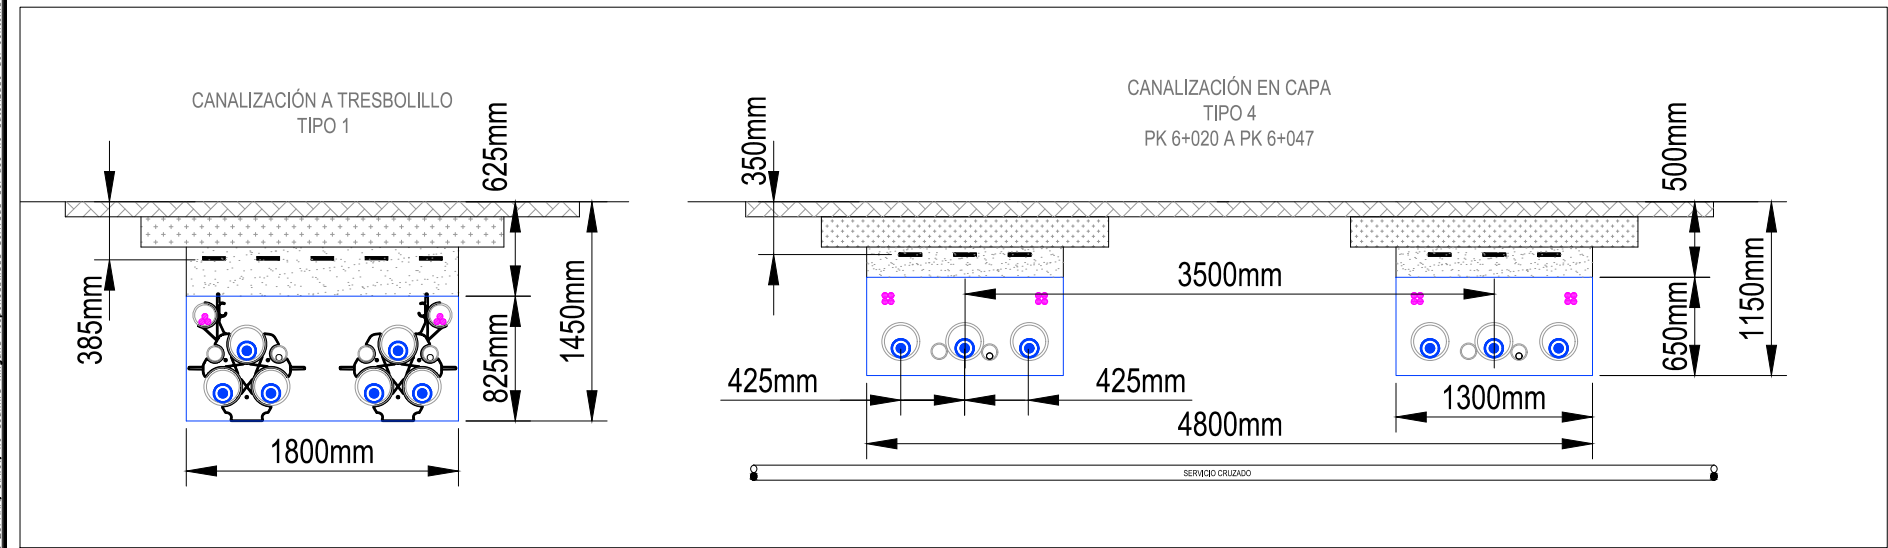 CANALIZACIÓN A TRESBOLILLO
TIPO 1
625mm
385mm
825mm
1450mm
1800mm
CANALIZACIÓN EN CAPA
TIPO 4
PK 6+020 A PK 6+047
350mm
500mm
3500mm
650mm
1150mm
425mm
425mm
1300mm
4800mm
SERVICIO CRUZADO